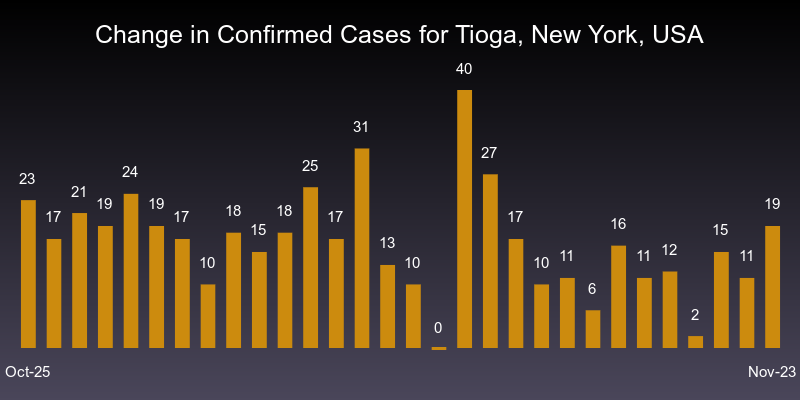 Change in Confirmed Cases for Tioga, New York, USA
23 17 21 19 24 19 17 10 18 15 18 25 17 31 13 10 0 40 27 17 10 11 6 16 11 12 2 15 11 19
Oct-25 Nov-23